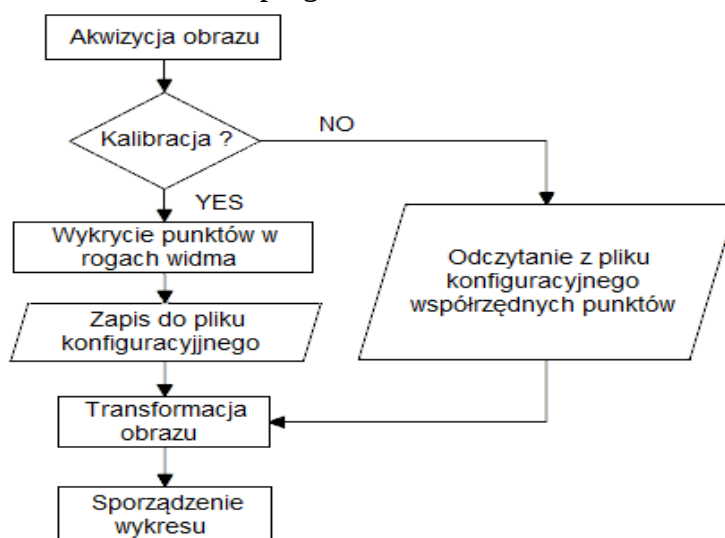 Akwizycja obrazu
Kalibracja ?
NO
YES
Wykrycie punktów w
rogach widma
Odczytanie z pliku
konfiguracyjnego
współrzędnych punktów
Zapis do pliku
konfiguracyjjnego
Transformacja
obrazu
Sporządzenie
wykresu